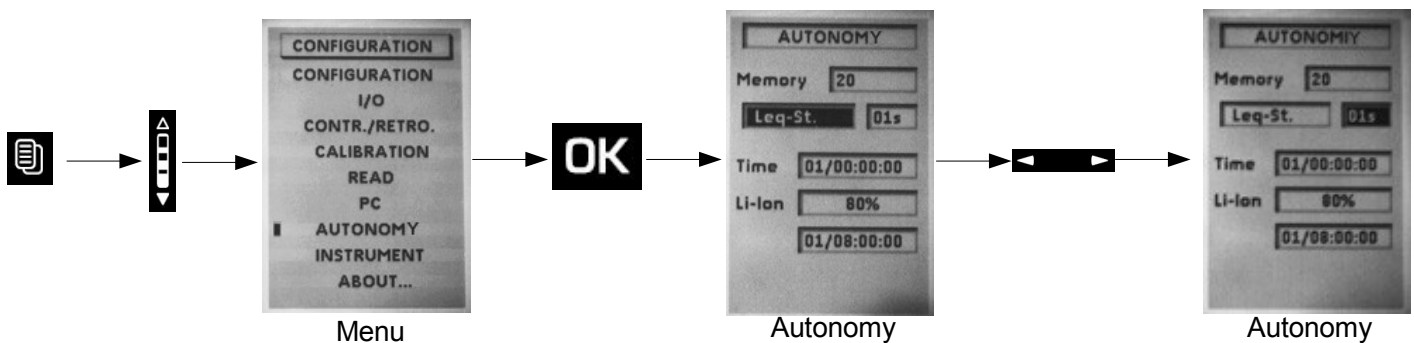 CONFIGURATION
CONFIGURATION
I/O
CONTR./RETRO.
CALIBRATION
READ
PC
AUTONOMY
INSTRUMENT
ABOUT...
Menu
OK
AUTONOMY
Memory 20
Leq-St. 01s
Time 01/00:00:00
Li-Ion 80%
01/08:00:00
Autonomy
AUTONOMIY
Memory 20
Leq-St. 01s
Time 01/00:00:00
Li-Ion 80%
01/08:00:00
Autonomy